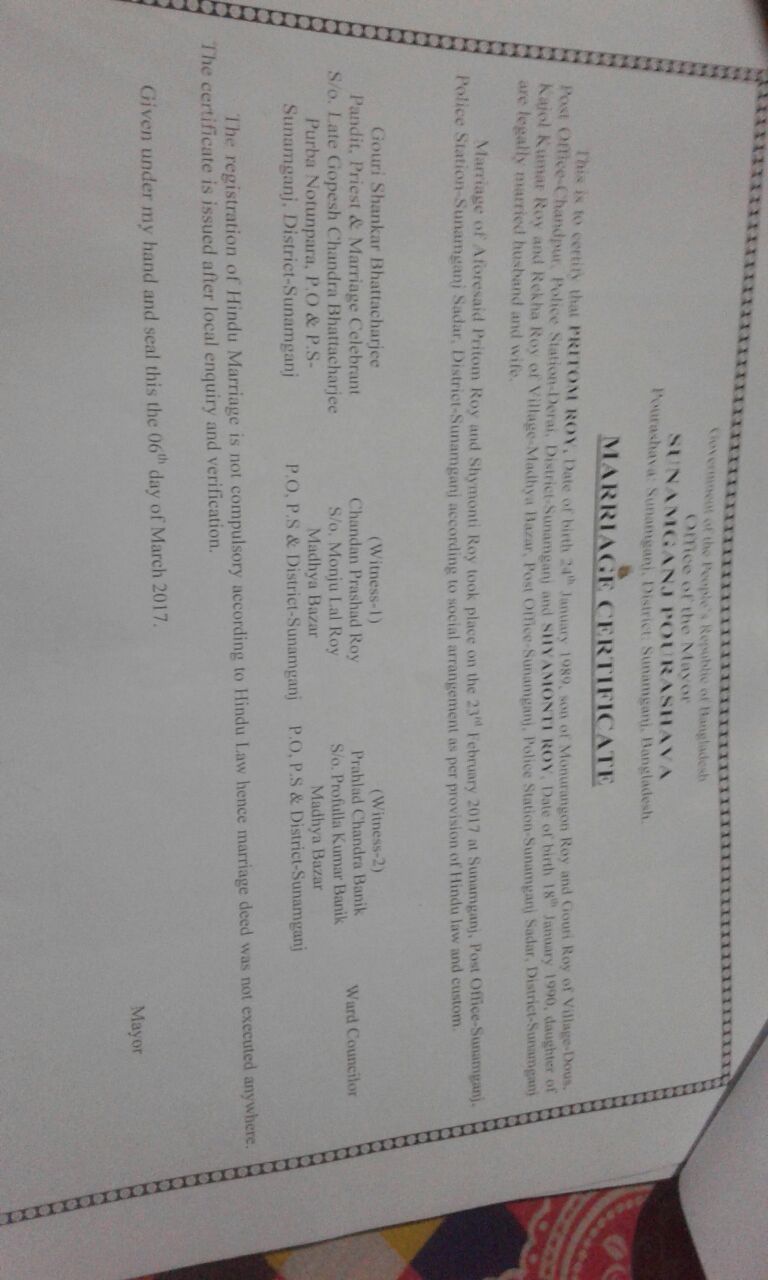 Government of the People's Republic of Bangladesh
Office of the Mayor
SUNAMGANJ POURASHAVA
Pourashava: Sunamganj, District: Sunamganj, Bangladesh.
MARRIAGE CERTIFICATE
This is to certify that PRITOM ROY, Date of birth 24th January 1989, son of Monurangon Roy and Gouri Roy of Village-Doua,
Post Office-Chandpur, Police Station-Derai, District-Sunamganj and SHYAMONTI ROY, Date of birth 18th January 1990, daughter of
Kajol Kumar Roy and Rekha Roy of Village-Madhya Bazar, Post Office-Sunamganj, Police Station-Sunamganj Sadar, District-Sunamganj
are legally married husband and wife.
Marriage of Aforesaid Pritom Roy and Shymonti Roy took place on the 23rd February 2017 at Sunamganj, Post Office-Sunamganj,
Police Station-Sunamganj Sadar, District-Sunamganj according to social arrangement as per provision of Hindu law and custom.
Gouri Shankar Bhattacharjee
Pandit, Priest & Marriage Celebrant
S/o. Late Gopesh Chandra Bhattacharjee
Purba Notunpara, P.O & P.S-
Sunamganj, District-Sunamganj
(Witness-1)
Chandan Prashad Roy
S/o. Monju Lal Roy
Madhya Bazar
P.O, P.S & District-Sunamganj
(Witness-2)
Prahlad Chandra Banik
S/o. Profulla Kumar Banik
Madhya Bazar
P.O, P.S & District-Sunamganj
Ward Councilor
The registration of Hindu Marriage is not compulsory according to Hindu Law hence marriage deed was not executed anywhere.
The certificate is issued after local enquiry and verification.
Given under my hand and seal this the 06th day of March 2017.
Mayor